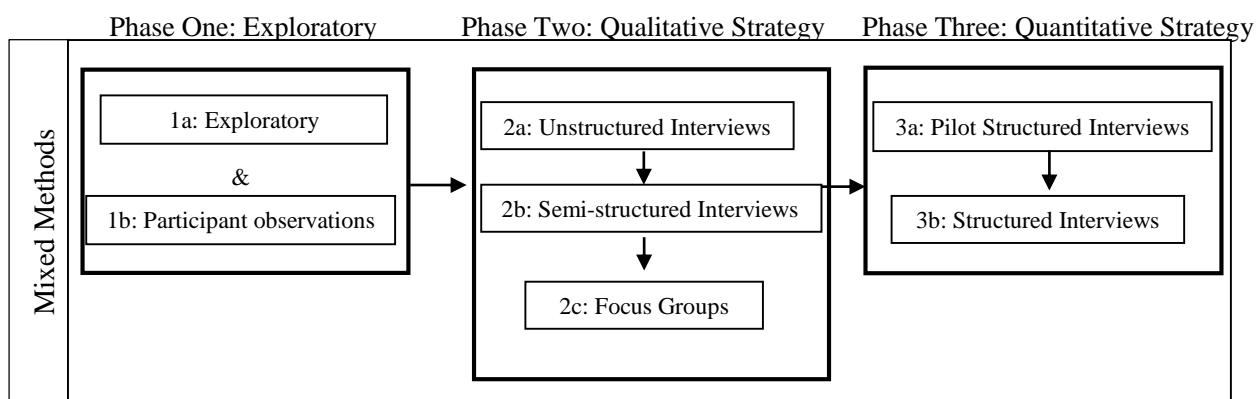 Phase One: Exploratory
Phase Two: Qualitative Strategy
Phase Three: Quantitative Strategy
Mixed Methods
1a: Exploratory
&
1b: Participant observations
2a: Unstructured Interviews
2b: Semi-structured Interviews
2c: Focus Groups
3a: Pilot Structured Interviews
3b: Structured Interviews